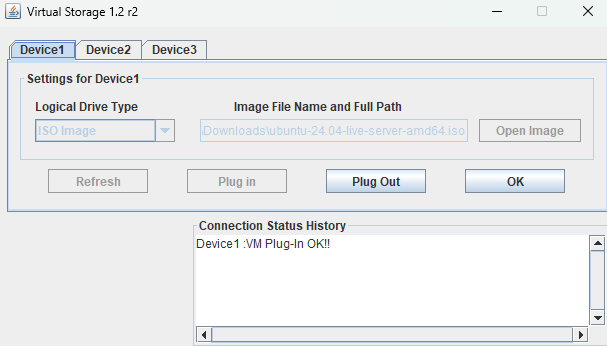 Virtual Storage 1.2 r2
Device1 Device2 Device3
Settings for Device1
Logical Drive Type Image File Name and Full Path
ISO Image \Downloads\ubuntu-24.04-live-server-amd64.iso Open Image
Refresh Plug in Plug Out OK
Connection Status History
Device1 :VM Plug-In OK!!